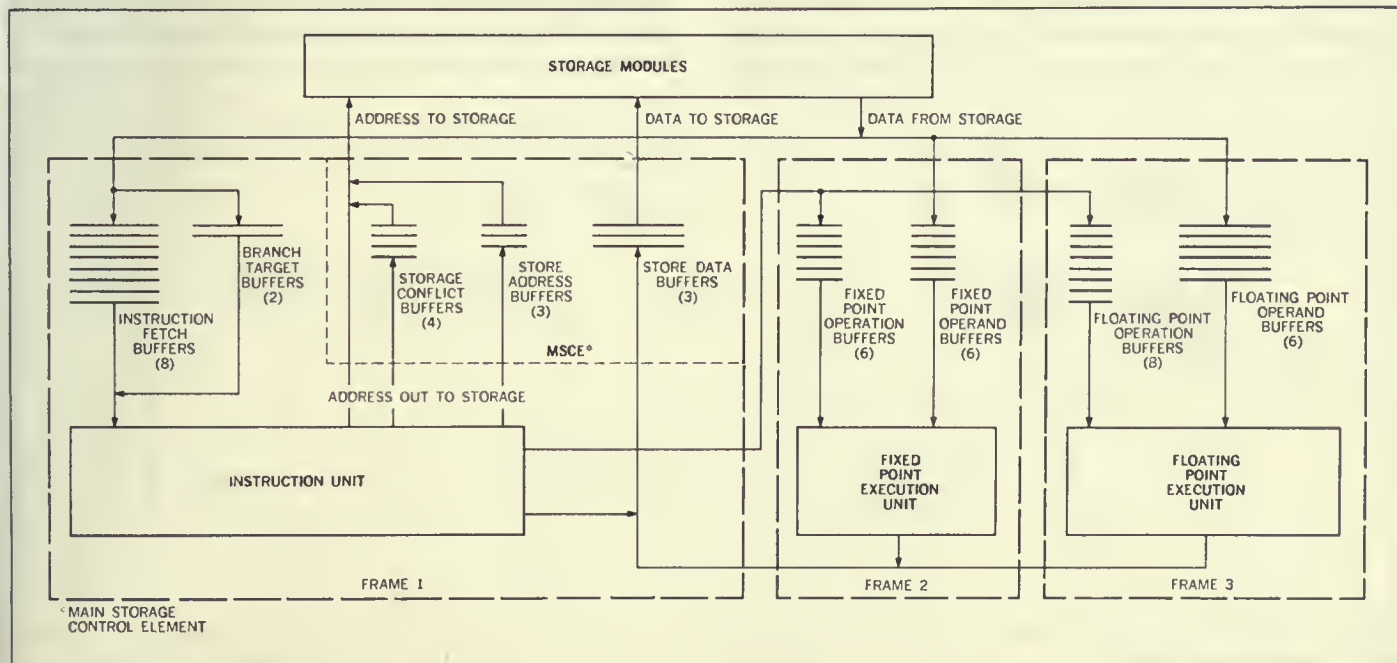 STORAGE MODULES
ADDRESS TO STORAGE
DATA TO STORAGE
DATA FROM STORAGE
BRANCH
TARGET
BUFFERS
(2)
INSTRUCTION
FETCH
BUFFERS
(8)
STORAGE
CONFLICT
BUFFERS
(4)
STORE
ADDRESS
BUFFERS
(3)
STORE DATA
BUFFERS
(3)
MSCE*
FIXED
POINT
OPERATION
BUFFERS
(6)
FIXED
POINT
OPERAND
BUFFERS
(6)
FLOATING POINT
OPERATION
BUFFERS
(8)
FLOATING POINT
OPERAND
BUFFERS
(6)
ADDRESS OUT TO STORAGE
INSTRUCTION UNIT
FIXED
POINT
EXECUTION
UNIT
FLOATING
POINT
EXECUTION
UNIT
FRAME 1
FRAME 2
FRAME 3
*MAIN STORAGE
CONTROL ELEMENT